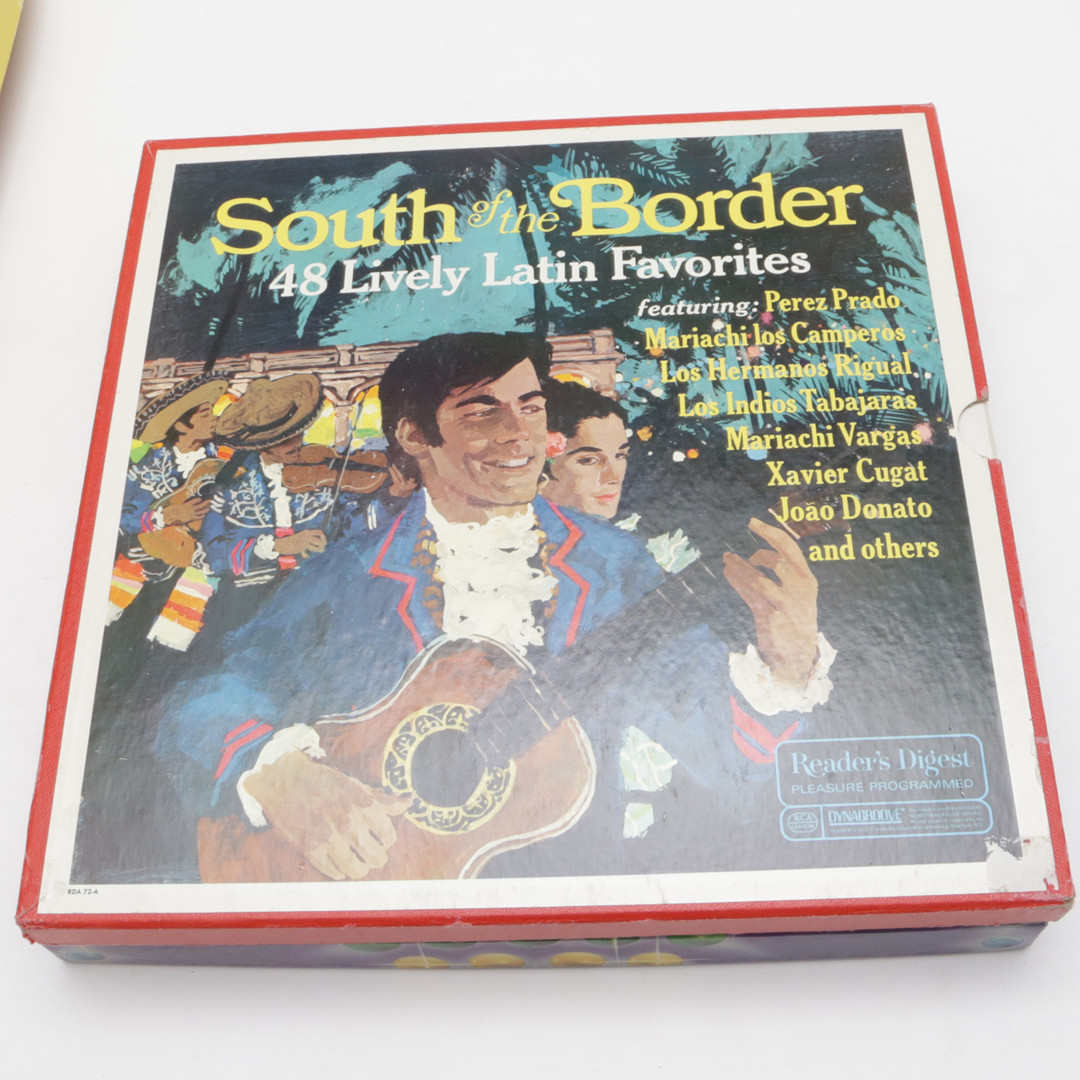 South of the Border
48 Lively Latin Favorites
featuring: Perez Prado
Mariachi los Camperos
Los Hermanos Rigual
Los Indios Tabajaras
Mariachi Vargas
Xavier Cugat
João Donato
and others
Reader's Digest
PLEASURE PROGRAMMED
RCA
DYNAGROOVE
RDA 72-A